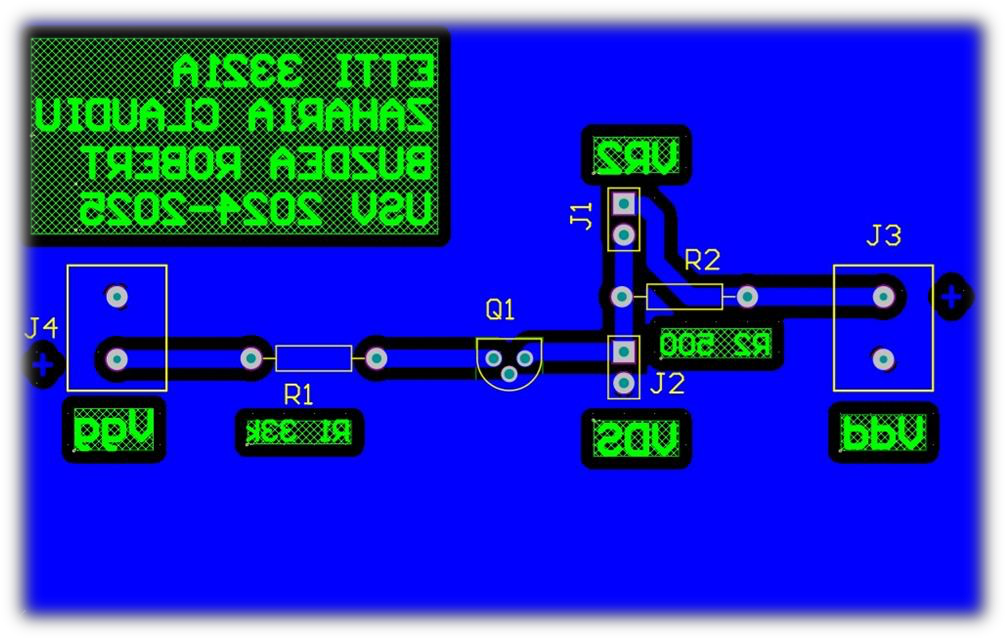 ETTI 3321A
ZAHARIA CLAUDIU
BUZDEA ROBERT
USV 2024-2025
VR2
J1
R2
J3
+
Q1
J4
+
R2 500
J2
R1
Vgg
R1 33k
VDS
Vdd